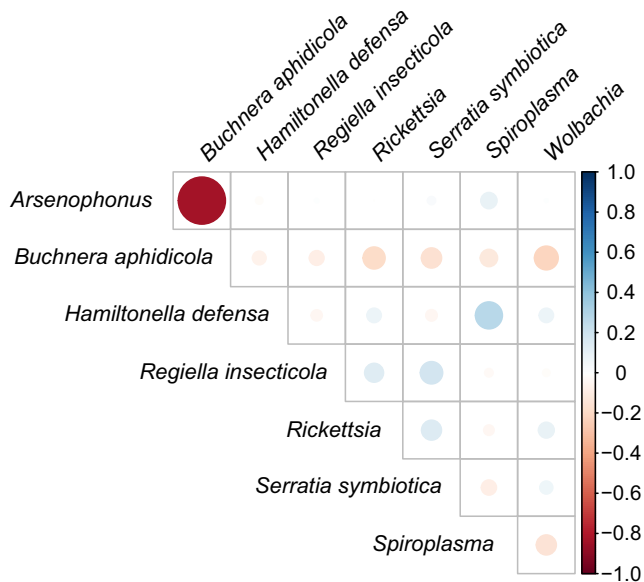 Buchnera aphidicola
Hamiltonella defensa
Regiella insecticola
Rickettsia
Serratia symbiotica
Spiroplasma
Wolbachia
Arsenophonus
Buchnera aphidicola
Hamiltonella defensa
Regiella insecticola
Rickettsia
Serratia symbiotica
Spiroplasma
1.0
0.8
0.6
0.4
0.2
0
−0.2
−0.4
−0.6
−0.8
−1.0